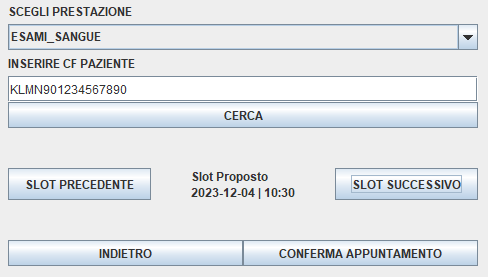 SCEGLI PRESTAZIONE
ESAMI_SANGUE
INSERIRE CF PAZIENTE
KLMN901234567890
CERCA
SLOT PRECEDENTE
Slot Proposto
2023-12-04 | 10:30
SLOT SUCCESSIVO
INDIETRO
CONFERMA APPUNTAMENTO